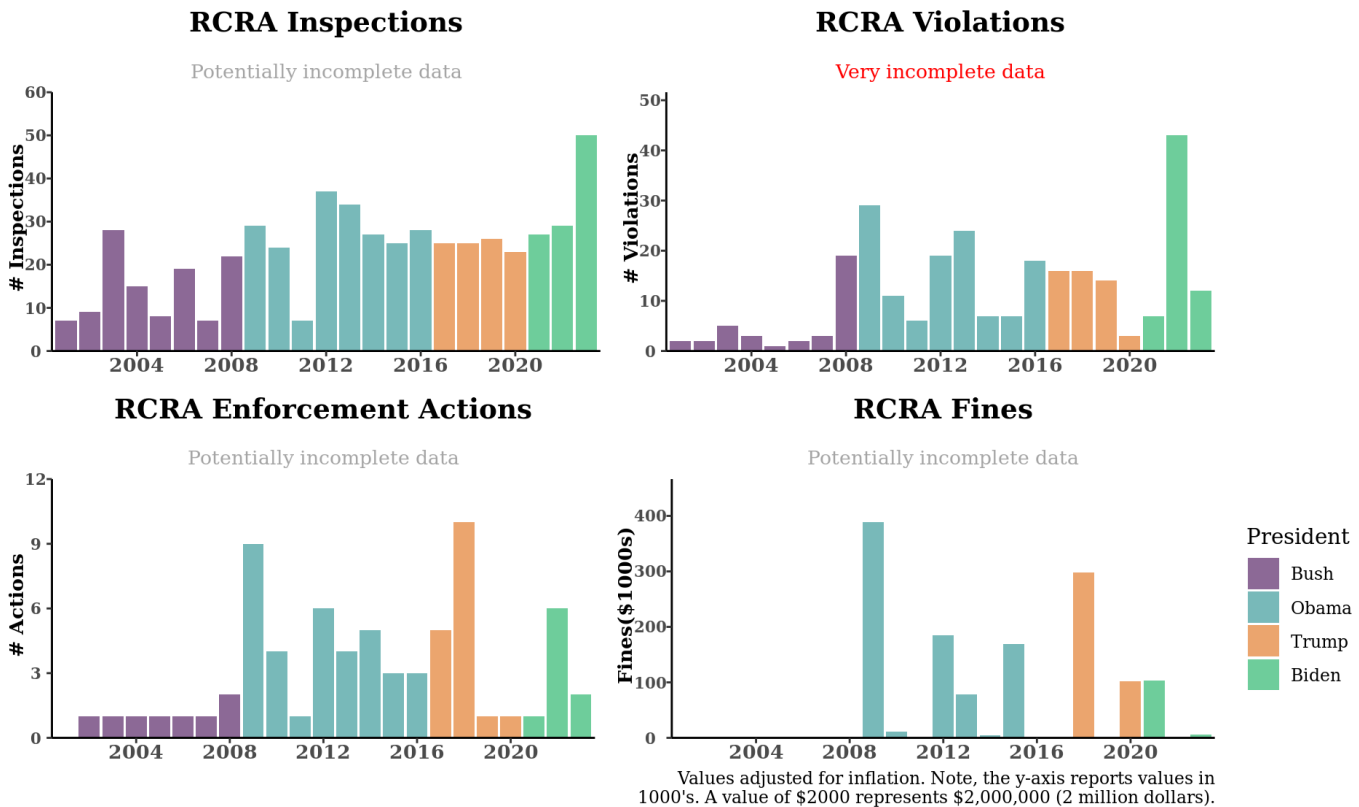 RCRA Inspections
Potentially incomplete data
# Inspections
60
50
40
30
20
10
0
2004 2008 2012 2016 2020
RCRA Violations
Very incomplete data
# Violations
50
40
30
20
10
0
2004 2008 2012 2016 2020
RCRA Enforcement Actions
Potentially incomplete data
# Actions
12
9
6
3
0
2004 2008 2012 2016 2020
RCRA Fines
Potentially incomplete data
Fines($1000s)
400
300
200
100
0
2004 2008 2012 2016 2020
President
Bush
Obama
Trump
Biden
Values adjusted for inflation. Note, the y-axis reports values in
1000's. A value of $2000 represents $2,000,000 (2 million dollars).